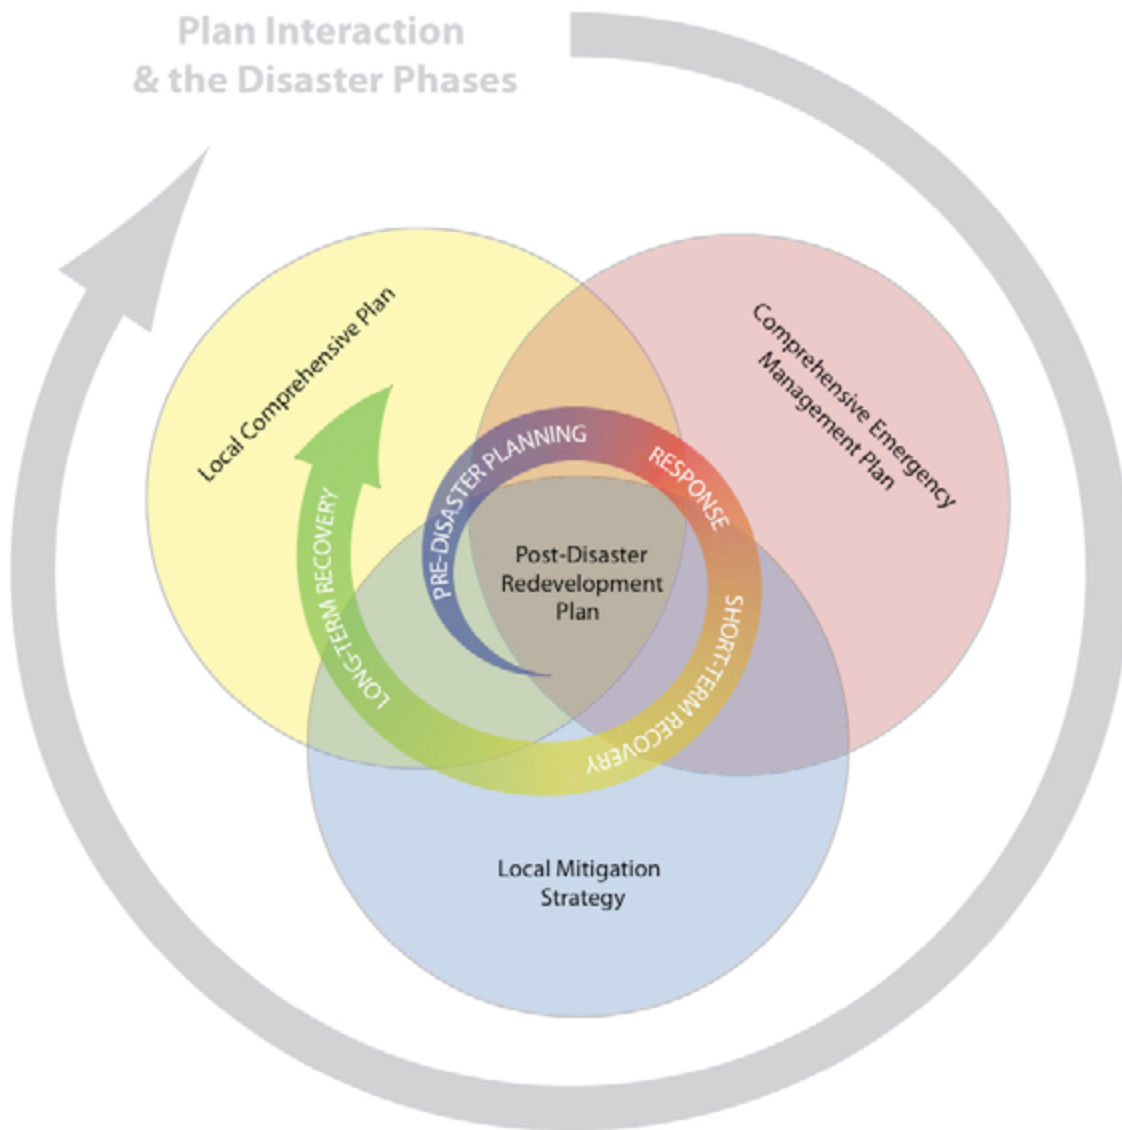 Plan Interaction
& the Disaster Phases
Local Comprehensive Plan
Comprehensive Emergency
Management Plan
PRE-DISASTER PLANNING
RESPONSE
SHORT-TERM RECOVERY
LONG-TERM RECOVERY
Post-Disaster
Redevelopment
Plan
Local Mitigation
Strategy